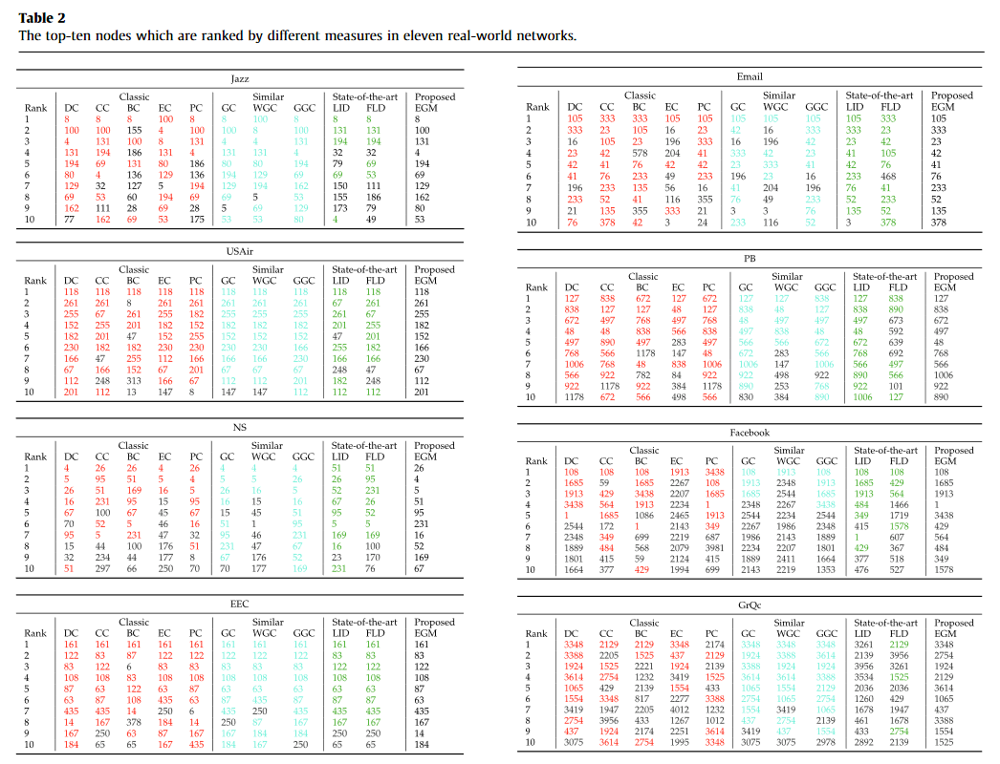 Table 2
The top-ten nodes which are ranked by different measures in eleven real-world networks.
Jazz
Classic Similar State-of-the-art Proposed
Rank DC CC BC EC PC GC WGC GGC LID FLD EGM
1 8 8 8 100 8 8 100 8 8 8 8
2 100 100 155 4 100 100 8 100 131 131 100
3 4 131 100 8 131 4 4 131 194 194 131
4 131 194 186 131 4 131 131 4 32 32 4
5 194 69 131 80 186 80 80 194 79 69 194
6 80 4 136 129 136 194 129 69 69 53 69
7 129 32 127 5 194 129 194 162 150 111 129
8 69 53 60 194 69 69 5 53 155 186 162
9 162 111 28 69 28 5 69 129 173 79 80
10 77 162 69 53 175 53 53 80 4 49 53
USAir
Classic Similar State-of-the-art Proposed
Rank DC CC BC EC PC GC WGC GGC LID FLD EGM
1 118 118 118 118 118 118 118 118 118 118 118
2 261 261 8 261 261 261 261 261 67 261 261
3 255 67 261 255 182 255 255 255 261 67 255
4 152 255 201 182 152 182 182 182 201 255 182
5 182 201 47 152 255 152 152 152 47 201 152
6 230 182 182 230 230 230 230 166 255 182 166
7 166 47 255 112 166 166 166 230 166 166 230
8 67 166 152 67 201 67 67 67 248 47 67
9 112 248 313 166 67 112 112 201 182 248 112
10 201 112 13 147 8 147 147 112 112 112 201
NS
Classic Similar State-of-the-art Proposed
Rank DC CC BC EC PC GC WGC GGC LID FLD EGM
1 4 26 26 4 26 4 4 4 51 51 26
2 5 95 51 5 4 5 5 26 26 95 4
3 26 51 169 16 5 26 16 5 52 231 5
4 16 231 95 15 95 16 15 16 67 26 51
5 67 100 67 45 67 15 45 51 95 52 95
6 70 52 5 46 16 51 1 95 5 5 231
7 95 5 231 47 32 95 46 231 169 169 16
8 15 44 100 176 51 231 47 67 16 100 52
9 32 234 44 177 8 67 176 52 23 170 169
10 51 297 66 250 70 70 177 169 231 76 67
EEC
Classic Similar State-of-the-art Proposed
Rank DC CC BC EC PC GC WGC GGC LID FLD EGM
1 161 161 161 161 161 161 161 161 161 161 161
2 122 83 87 122 122 122 122 122 83 83 83
3 83 122 6 83 83 83 83 83 122 122 122
4 108 108 83 108 108 108 108 108 108 108 108
5 87 63 122 63 87 63 63 63 63 63 87
6 63 87 108 435 63 87 435 87 87 87 63
7 435 435 14 250 6 435 250 435 435 435 435
8 14 167 378 184 14 250 87 167 167 167 167
9 167 250 63 87 167 167 184 184 250 250 14
10 184 65 65 167 435 184 167 250 65 65 184
Email
Classic Similar State-of-the-art Proposed
Rank DC CC BC EC PC GC WGC GGC LID FLD EGM
1 105 333 333 105 105 105 105 105 105 333 105
2 333 23 105 16 23 42 16 333 333 23 333
3 16 105 23 196 333 16 196 42 23 42 23
4 23 42 578 204 41 333 42 23 41 105 42
5 42 41 76 42 42 23 333 41 42 76 41
6 41 76 233 49 233 196 23 16 233 468 76
7 196 233 135 56 16 41 204 196 76 41 233
8 233 52 41 116 355 76 49 233 52 233 52
9 21 135 355 333 21 3 3 76 135 52 135
10 76 378 42 3 24 233 116 52 3 378 378
PB
Classic Similar State-of-the-art Proposed
Rank DC CC BC EC PC GC WGC GGC LID FLD EGM
1 127 838 672 127 672 127 127 838 127 838 127
2 838 127 127 48 127 838 48 127 838 890 838
3 672 497 768 497 768 48 497 497 497 673 672
4 48 48 838 566 838 497 838 48 48 592 497
5 497 890 497 283 497 566 566 672 672 639 48
6 768 566 1178 147 48 672 283 566 768 692 768
7 1006 768 48 838 1006 1006 147 1006 566 497 566
8 566 922 782 84 922 922 498 922 890 566 1006
9 922 1178 922 384 1178 890 253 768 922 101 922
10 1178 672 566 498 566 830 384 890 1006 127 890
Facebook
Classic Similar State-of-the-art Proposed
Rank DC CC BC EC PC GC WGC GGC LID FLD EGM
1 108 108 108 1913 3438 108 1913 108 108 108 108
2 1685 59 1685 2267 108 1913 2348 1913 1685 429 1685
3 1913 429 3438 2207 1685 1685 2544 1685 1913 564 1913
4 3438 564 1913 2234 1 2348 2267 3438 484 1466 1
5 1 1685 1086 2465 1913 2544 2234 2544 349 1719 3438
6 2544 172 1 2143 349 2267 1986 2348 415 1578 429
7 2348 349 699 2219 687 1986 2143 1889 1 607 564
8 1889 484 568 2079 3981 2234 2207 1801 429 367 484
9 1801 415 59 2124 415 1889 2411 1664 377 518 349
10 1664 377 429 1994 699 2143 2219 1353 476 527 1578
GrQc
Classic Similar State-of-the-art Proposed
Rank DC CC BC EC PC GC WGC GGC LID FLD EGM
1 3348 2129 2129 3348 2174 3348 3348 3348 3261 2129 3348
2 3388 2205 1525 437 2129 1924 3388 3614 2139 3956 2754
3 1924 1525 2221 1924 2139 3388 1924 1924 3956 3261 1924
4 3614 2754 1232 3419 1525 3614 3614 3388 3534 1525 2129
5 1065 429 2139 1554 433 1065 1554 2129 2036 2036 3614
6 1554 3348 817 2277 3388 2754 1065 2754 1260 429 1065
7 3419 1947 2205 4012 1232 1554 3419 1065 1678 1947 437
8 2754 3956 433 1267 1012 437 2754 2139 461 1678 3388
9 437 1924 2174 2251 3614 3419 437 1554 433 2754 1554
10 3075 3614 2754 1995 3348 3075 3075 2978 2892 2139 1525